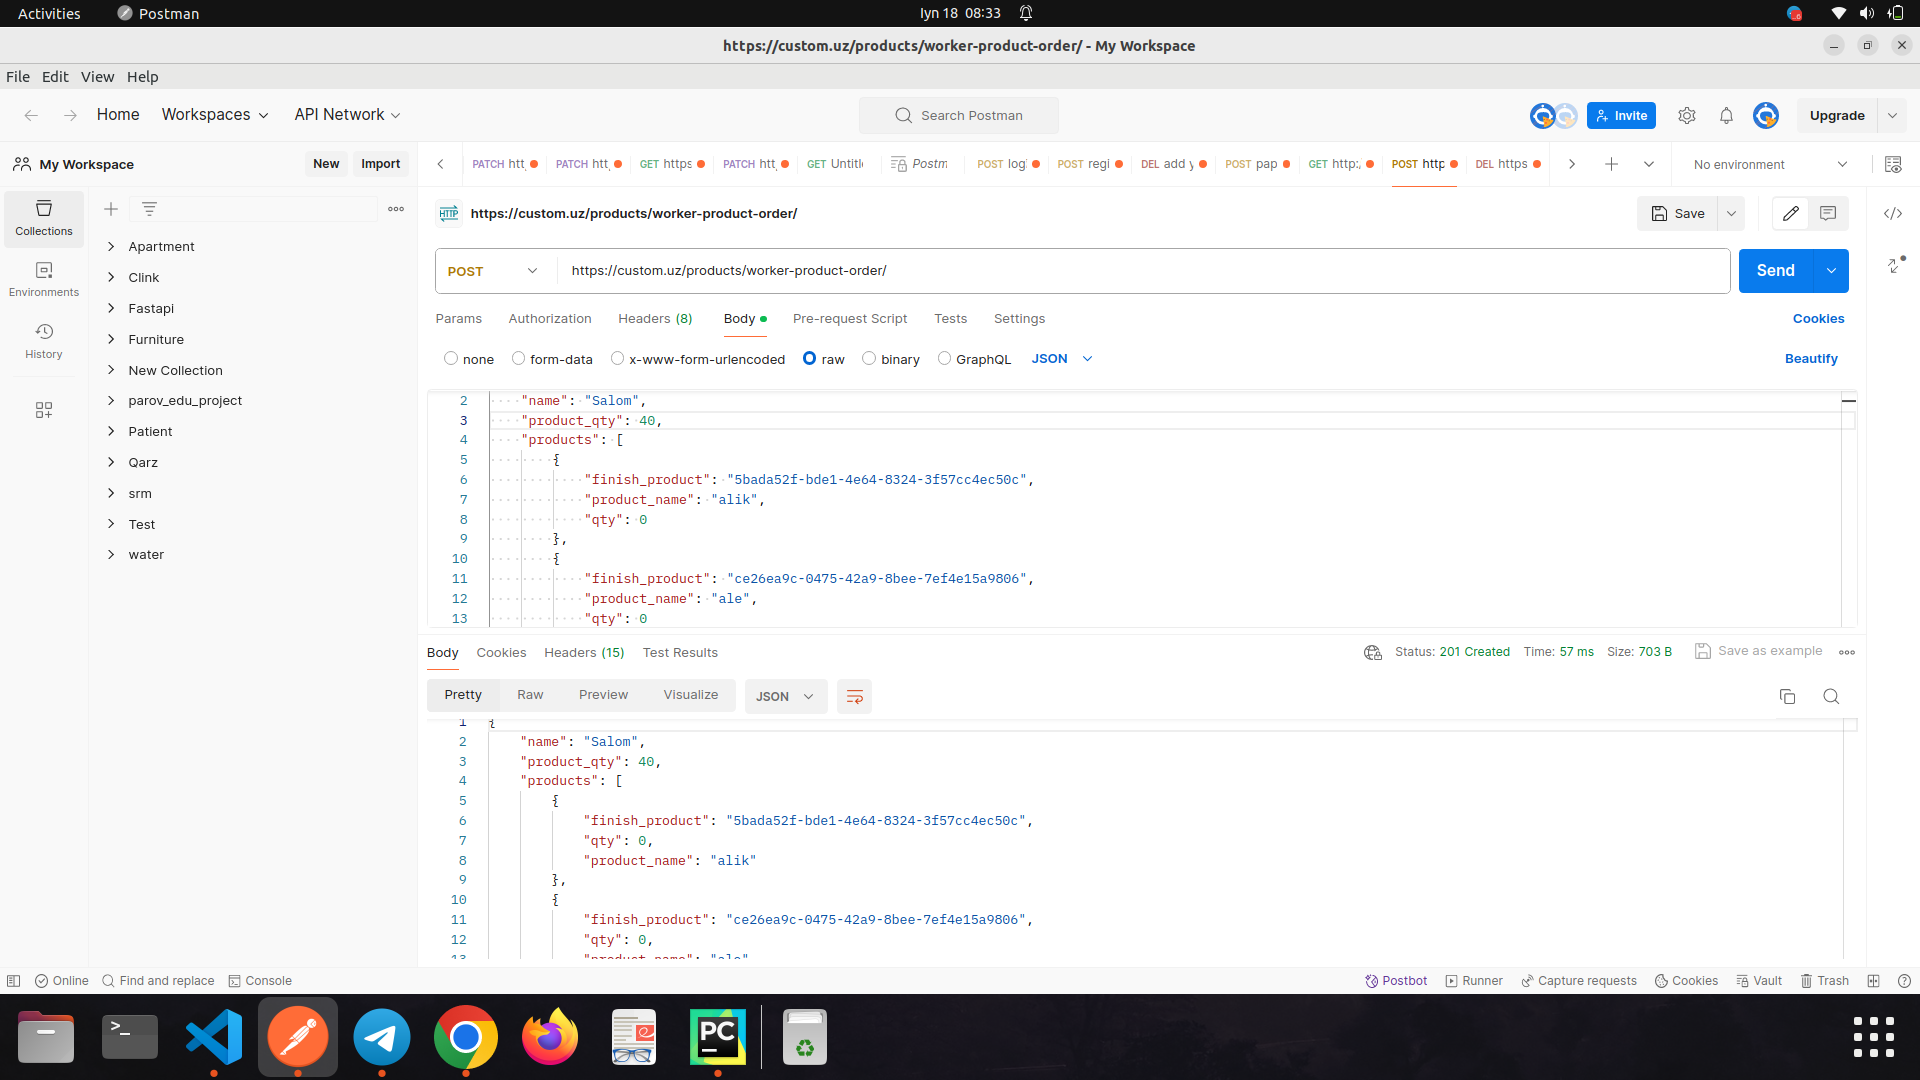 Activities Postman Iyn 18 08:33
https://custom.uz/products/worker-product-order/ - My Workspace
File Edit View Help
Home Workspaces API Network Search Postman Invite Upgrade
My Workspace New Import
PATCH htt PATCH htt GET https PATCH htt GET Untitl Postm POST log POST regi DEL add y POST pap GET http:/ POST http DEL https No environment
Collections
Environments
History
Apartment
Clink
Fastapi
Furniture
New Collection
parov_edu_project
Patient
Qarz
srm
Test
water
HTTP https://custom.uz/products/worker-product-order/ Save
POST https://custom.uz/products/worker-product-order/ Send
Params Authorization Headers (8) Body Pre-request Script Tests Settings Cookies
none form-data x-www-form-urlencoded raw binary GraphQL JSON Beautify
2 "name": "Salom",
3 "product_qty": 40,
4 "products": [
5 {
6 "finish_product": "5bada52f-bde1-4e64-8324-3f57cc4ec50c",
7 "product_name": "alik",
8 "qty": 0
9 },
10 {
11 "finish_product": "ce26ea9c-0475-42a9-8bee-7ef4e15a9806",
12 "product_name": "ale",
13 "qty": 0
Body Cookies Headers (15) Test Results Status: 201 Created Time: 57 ms Size: 703 B Save as example
Pretty Raw Preview Visualize JSON
1 {
2 "name": "Salom",
3 "product_qty": 40,
4 "products": [
5 {
6 "finish_product": "5bada52f-bde1-4e64-8324-3f57cc4ec50c",
7 "qty": 0,
8 "product_name": "alik"
9 },
10 {
11 "finish_product": "ce26ea9c-0475-42a9-8bee-7ef4e15a9806",
12 "qty": 0,
13 "product_name": "ale"
Online Find and replace Console Postbot Runner Capture requests Cookies Vault Trash
>_ PC